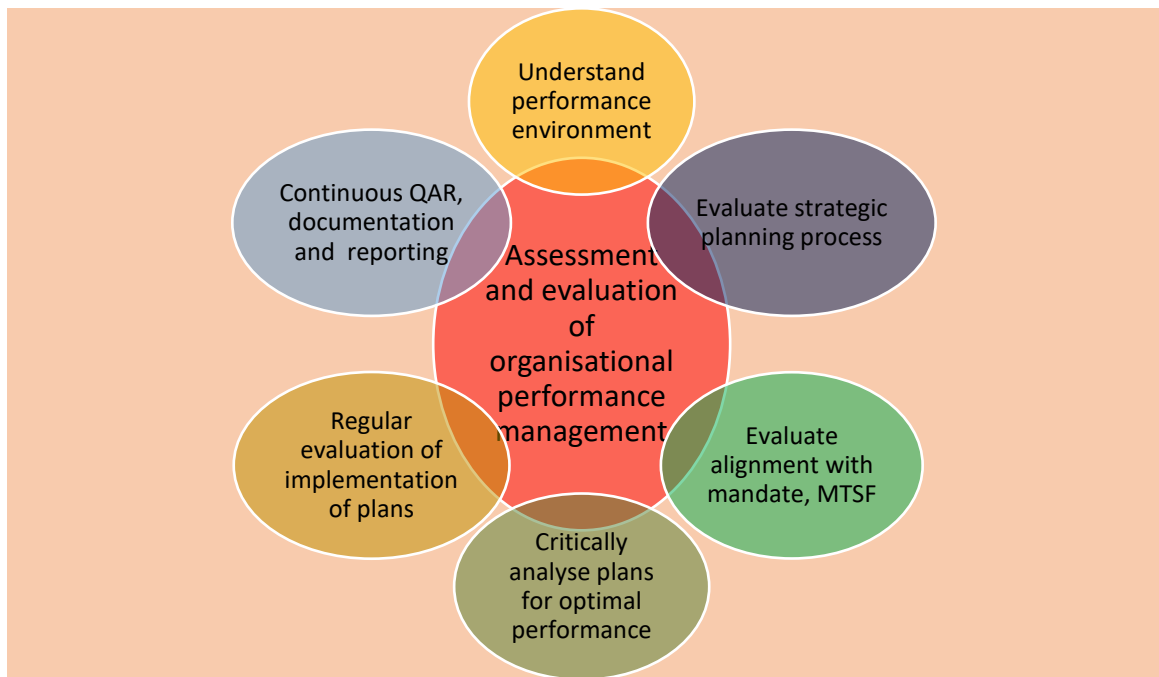 Understand
performance
environment
Evaluate strategic
planning process
Evaluate
alignment with
mandate, MTSF
Critically
analyse plans
for optimal
performance
Regular
evaluation of
implementation
of plans
Continuous QAR,
documentation
and reporting
Assessment
and evaluation
of
organisational
performance
management